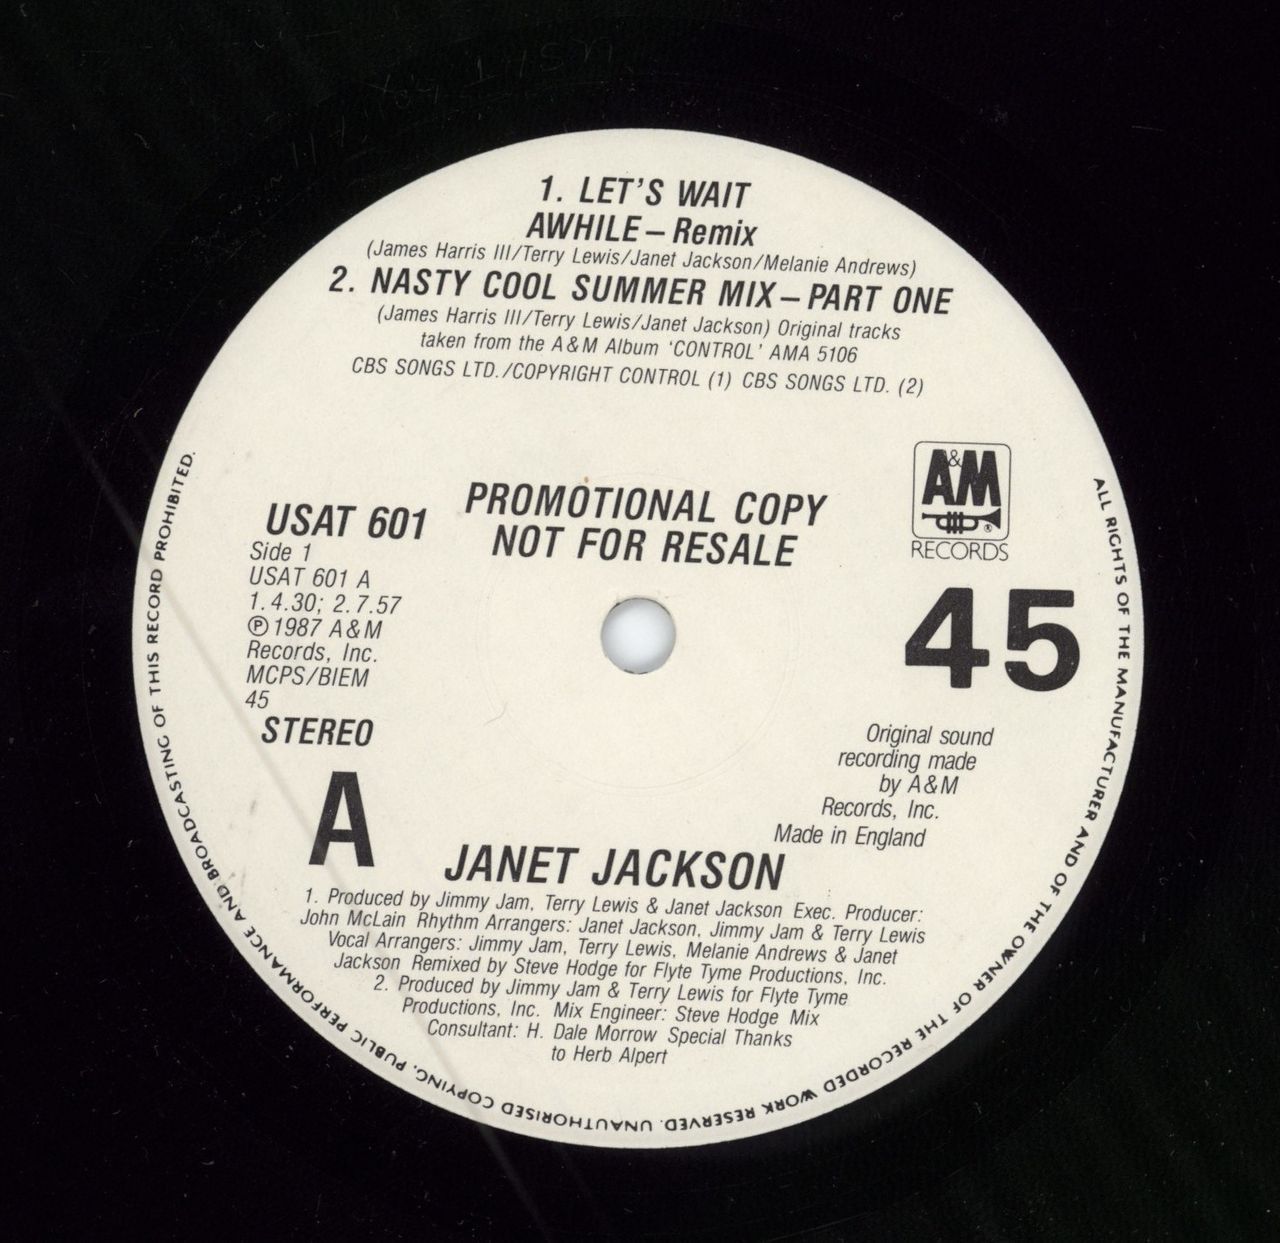 1. LET'S WAIT
AWHILE – Remix
(James Harris III/Terry Lewis/Janet Jackson/Melanie Andrews)
2. NASTY COOL SUMMER MIX – PART ONE
(James Harris III/Terry Lewis/Janet Jackson) Original tracks
taken from the A&M Album 'CONTROL' AMA 5106
CBS SONGS LTD./COPYRIGHT CONTROL (1) CBS SONGS LTD. (2)
PROMOTIONAL COPY
NOT FOR RESALE
USAT 601
Side 1
USAT 601 A
1.4.30; 2.7.57
Ⓟ 1987 A&M
Records, Inc.
MCPS/BIEM
45
STEREO
A
A&M
®
RECORDS
45
Original sound
recording made
by A&M
Records, Inc.
Made in England
JANET JACKSON
1. Produced by Jimmy Jam, Terry Lewis & Janet Jackson Exec. Producer:
John McLain Rhythm Arrangers: Janet Jackson, Jimmy Jam & Terry Lewis
Vocal Arrangers: Jimmy Jam, Terry Lewis, Melanie Andrews & Janet
Jackson Remixed by Steve Hodge for Flyte Tyme Productions, Inc.
2. Produced by Jimmy Jam & Terry Lewis for Flyte Tyme
Productions, Inc. Mix Engineer: Steve Hodge Mix
Consultant: H. Dale Morrow Special Thanks
to Herb Alpert
ALL RIGHTS OF THE MANUFACTURER AND OF THE OWNER OF THE RECORDED WORK RESERVED. UNAUTHORISED COPYING, PUBLIC PERFORMANCE AND BROADCASTING OF THIS RECORD PROHIBITED.